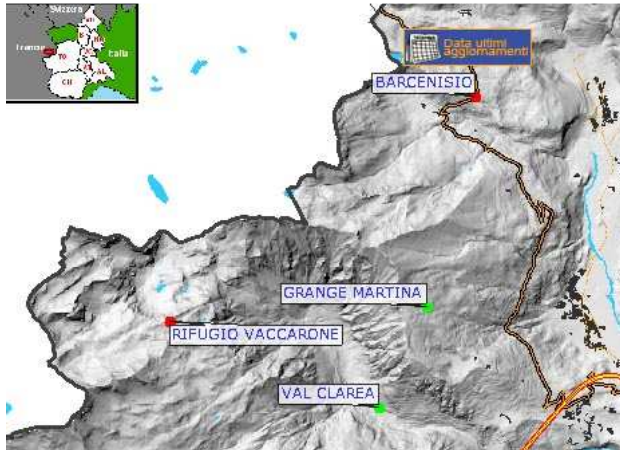 Svizzera
Francia
Italia
TO
AL
CN
Data ultimi
aggiornamenti
BARCENISIO
GRANGE MARTINA
RIFUGIO VACCARONE
VAL CLAREA